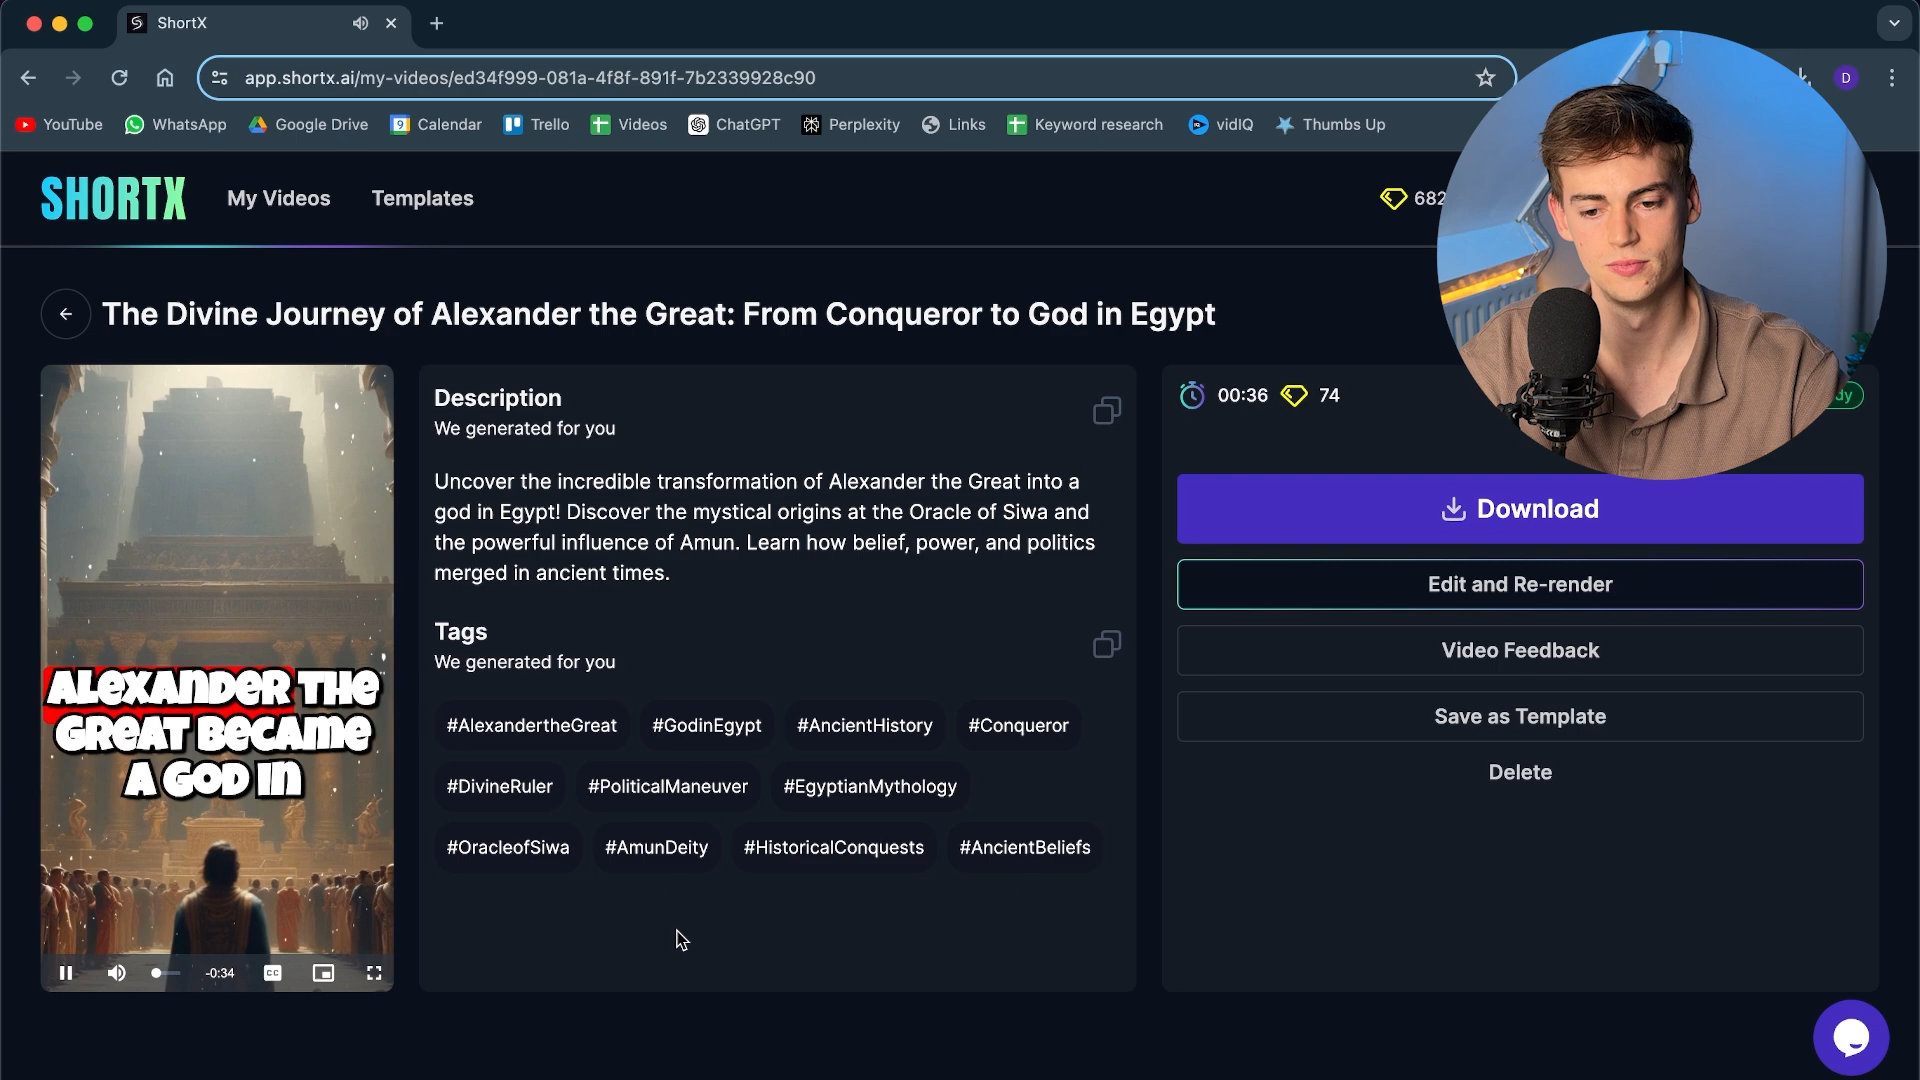 ShortX
app.shortx.ai/my-videos/ed34f999-081a-4f8f-891f-7b2339928c90
D
YouTube
WhatsApp
9
Google Drive
Calendar
Trello
Videos
ChatGPT
Perplexity
Links
Keyword research
vidIQ
Thumbs Up
SHORTX
My Videos
Templates
682
The Divine Journey of Alexander the Great: From Conqueror to God in Egypt
ALEXANDER THE
GREAT BECAME
A GOD IN
-0:34
CC
Description
We generated for you
Uncover the incredible transformation of Alexander the Great into a
god in Egypt! Discover the mystical origins at the Oracle of Siwa and
the powerful influence of Amun. Learn how belief, power, and politics
merged in ancient times.
Tags
We generated for you
#AlexandertheGreat #GodinEgypt #AncientHistory #Conqueror
#DivineRuler #PoliticalManeuver #EgyptianMythology
#OracleofSiwa #AmunDeity #HistoricalConquests #AncientBeliefs
00:36 74
dy
Download
Edit and Re-render
Video Feedback
Save as Template
Delete